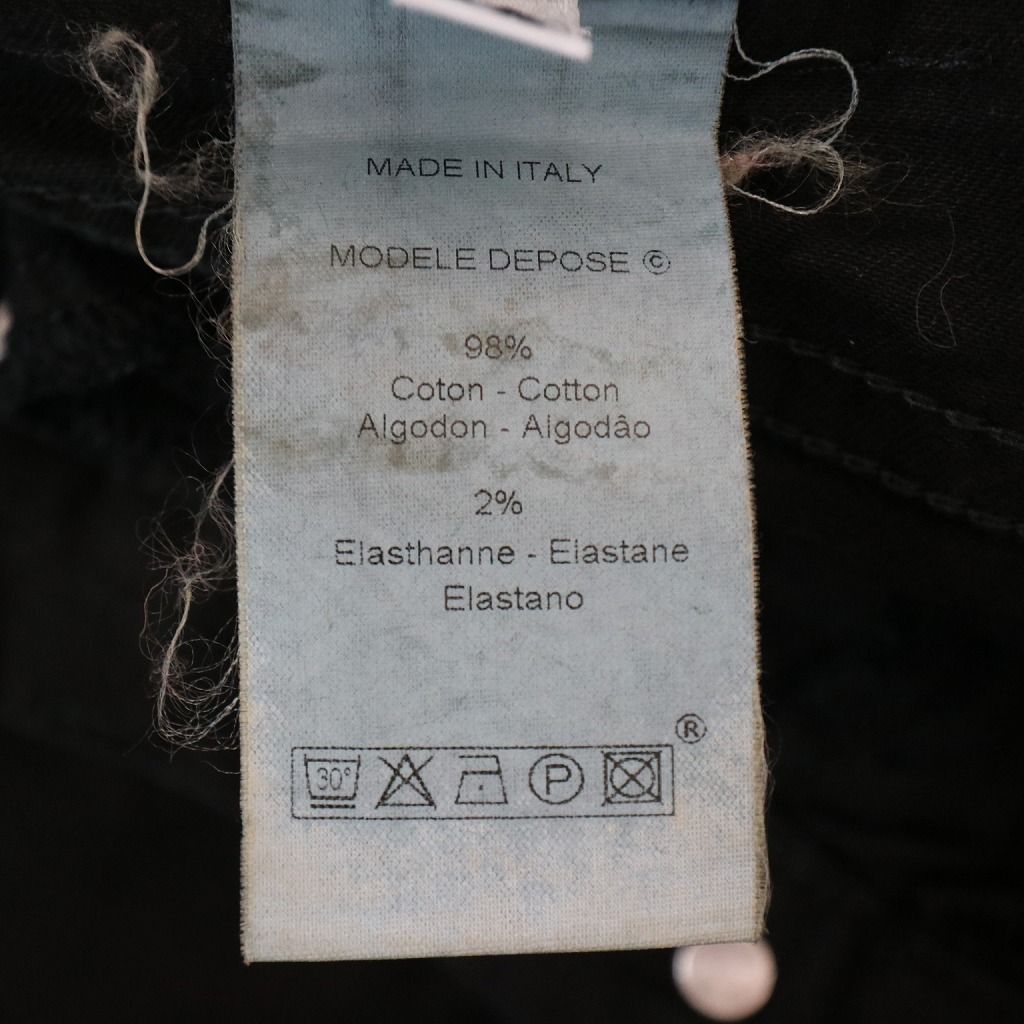 MADE IN ITALY
MODELE DEPOSE ©
98%
Coton - Cotton
Algodon - Algodâo
2%
Elasthanne - Elastane
Elastano
®
30° P